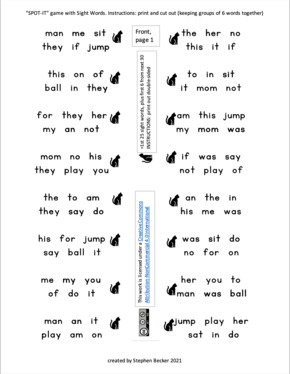 "SPOT-IT" game with Sight Words. Instructions: print and cut out (keeping groups of 6 words together)
man me sit
they if jump
Front,
page 1
the her no
this it if
this on of
ball in they
to in sit
it mom not
<1st 25 sight words, plus first 6 from next 30
INSTRUCTIONS: print out double-sided
for they her
my an not
am this jump
my mom was
mom no his
they play you
if was say
not play of
the to am
they say do
an the in
his me was
This work is licensed under a Creative Commons
Attribution-NonCommercial 4.0 International
his for jump
say ball it
was sit do
no for on
me my you
of do it
her you to
man was ball
man an it
play am on
jump play her
sat in do
created by Stephen Becker 2021